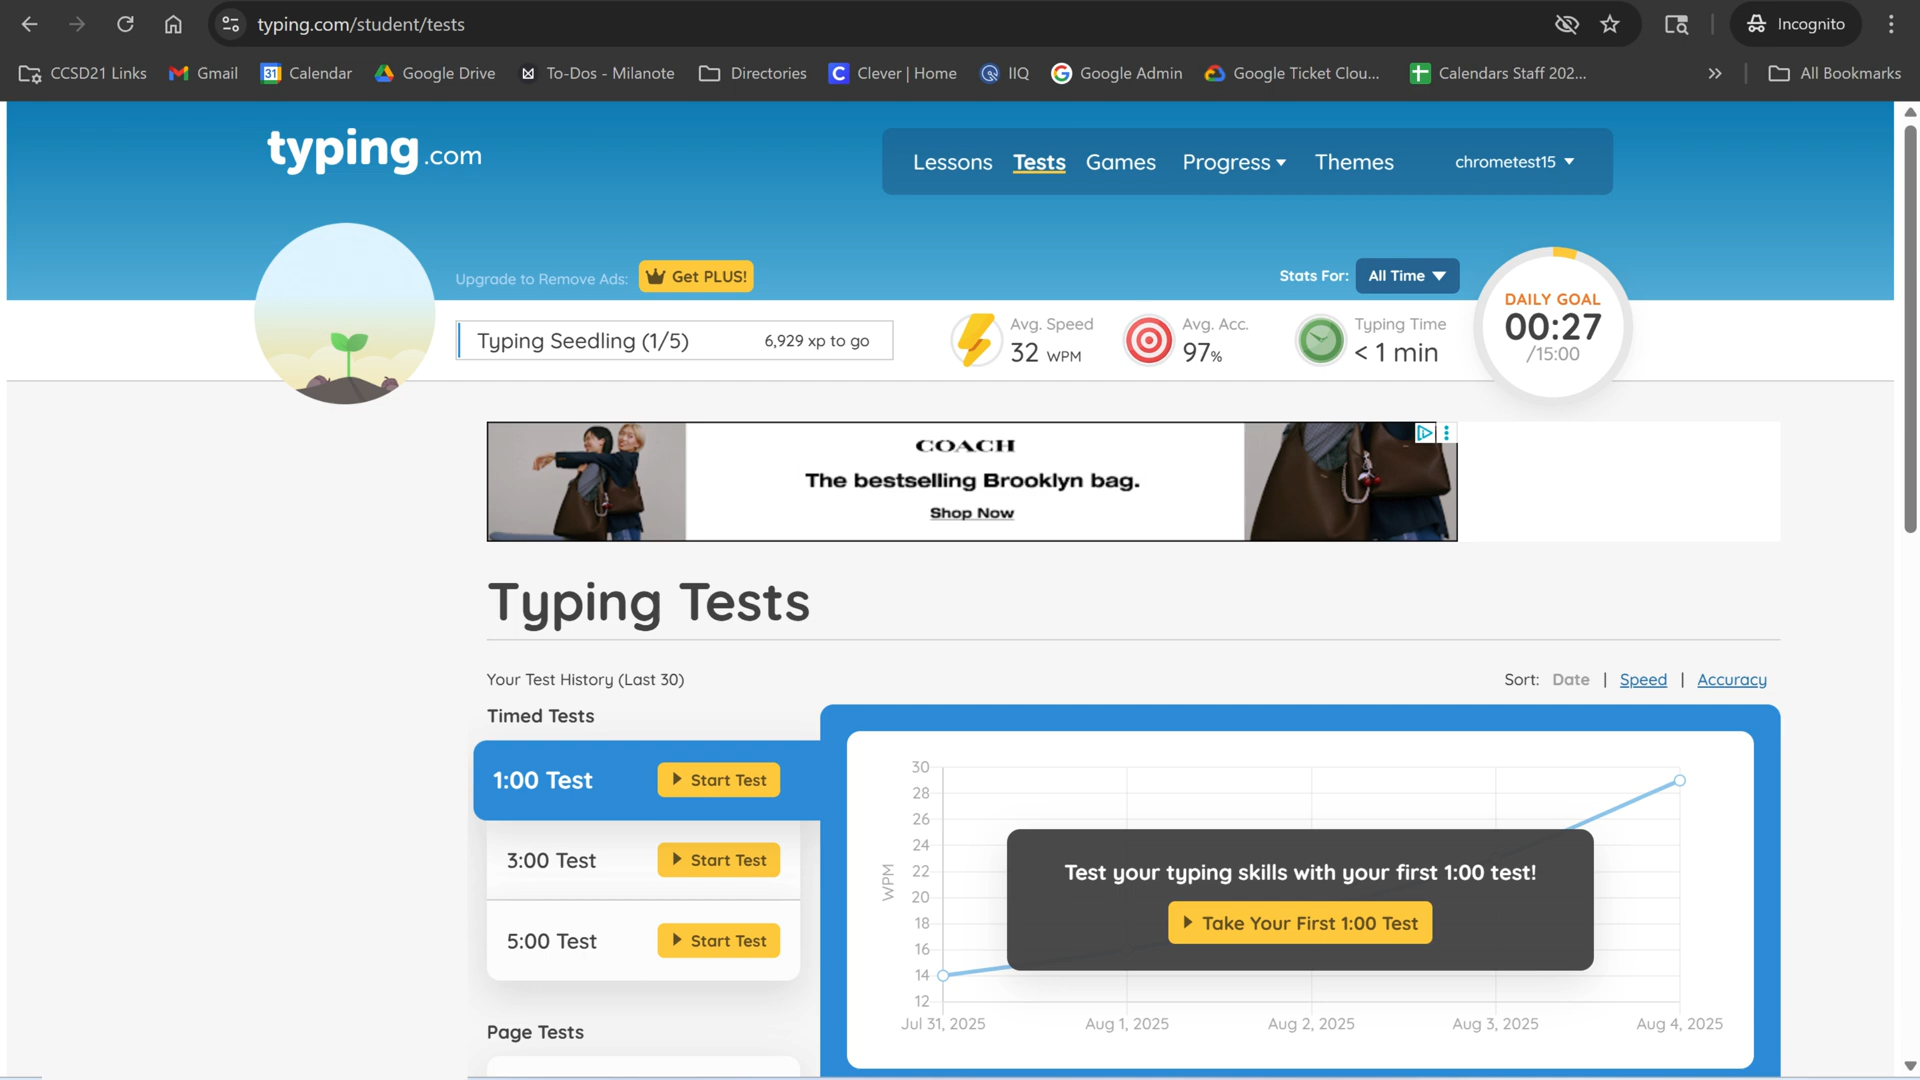 typing.com/student/tests
Incognito
CCSD21 Links
Gmail
Calendar
Google Drive
To-Dos - Milanote
Directories
Clever | Home
IIQ
Google Admin
Google Ticket Clou...
Calendars Staff 202...
All Bookmarks
typing.com
Lessons
Tests
Games
Progress
Themes
chrometest15
Upgrade to Remove Ads:
Get PLUS!
Stats For:
All Time
Typing Seedling (1/5)
6,929 xp to go
Avg. Speed
32 WPM
Avg. Acc.
97%
Typing Time
< 1 min
DAILY GOAL
00:27
/15:00
COACH
The bestselling Brooklyn bag.
Shop Now
Typing Tests
Your Test History (Last 30)
Sort: Date | Speed | Accuracy
Timed Tests
1:00 Test
Start Test
3:00 Test
Start Test
5:00 Test
Start Test
Page Tests
WPM
30
28
26
24
22
20
18
16
14
12
Test your typing skills with your first 1:00 test!
Take Your First 1:00 Test
Jul 31, 2025
Aug 1, 2025
Aug 2, 2025
Aug 3, 2025
Aug 4, 2025